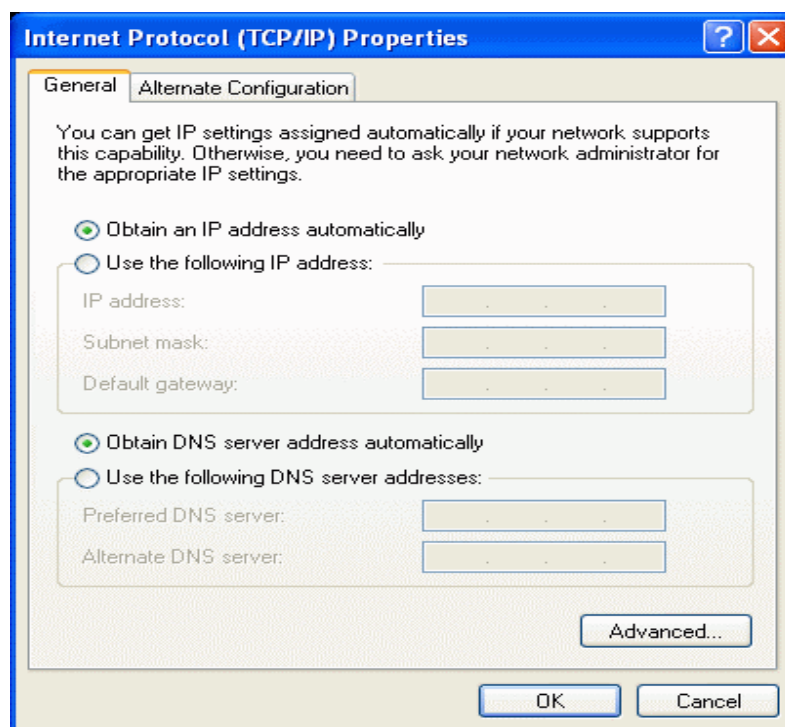 Internet Protocol (TCP/IP) Properties
General
Alternate Configuration
You can get IP settings assigned automatically if your network supports
this capability. Otherwise, you need to ask your network administrator for
the appropriate IP settings.
Obtain an IP address automatically
Use the following IP address:
IP address:
Subnet mask:
Default gateway:
Obtain DNS server address automatically
Use the following DNS server addresses:
Preferred DNS server:
Alternate DNS server:
Advanced...
OK
Cancel